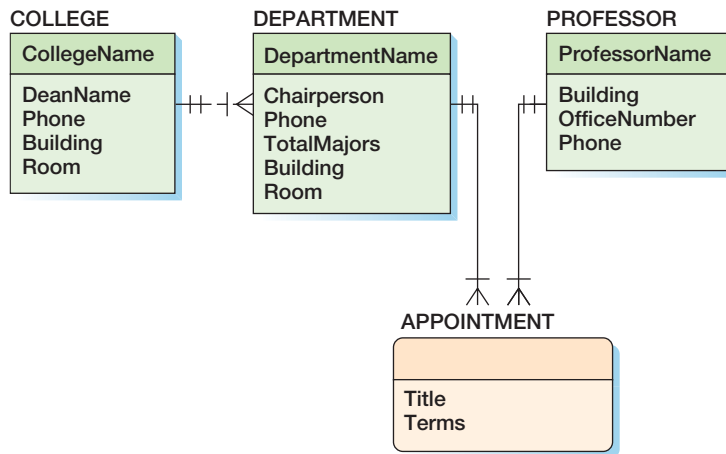 COLLEGE
CollegeName
DeanName
Phone
Building
Room
DEPARTMENT
DepartmentName
Chairperson
Phone
TotalMajors
Building
Room
PROFESSOR
ProfessorName
Building
OfficeNumber
Phone
APPOINTMENT
Title
Terms